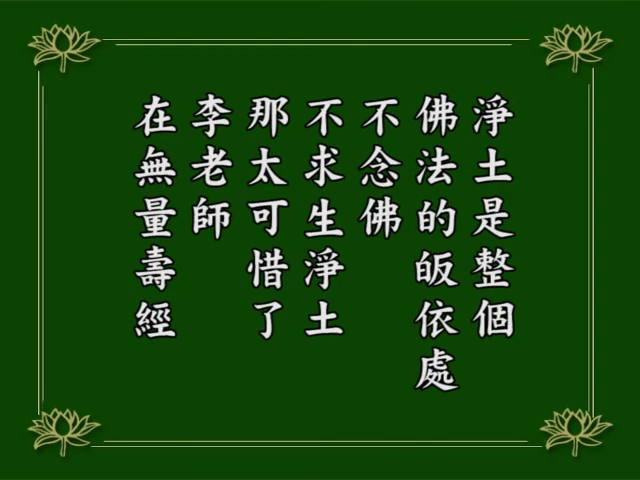 淨土是整個
佛法的皈依處
不念佛
不求生淨土
那太可惜了
李老師
在無量壽經